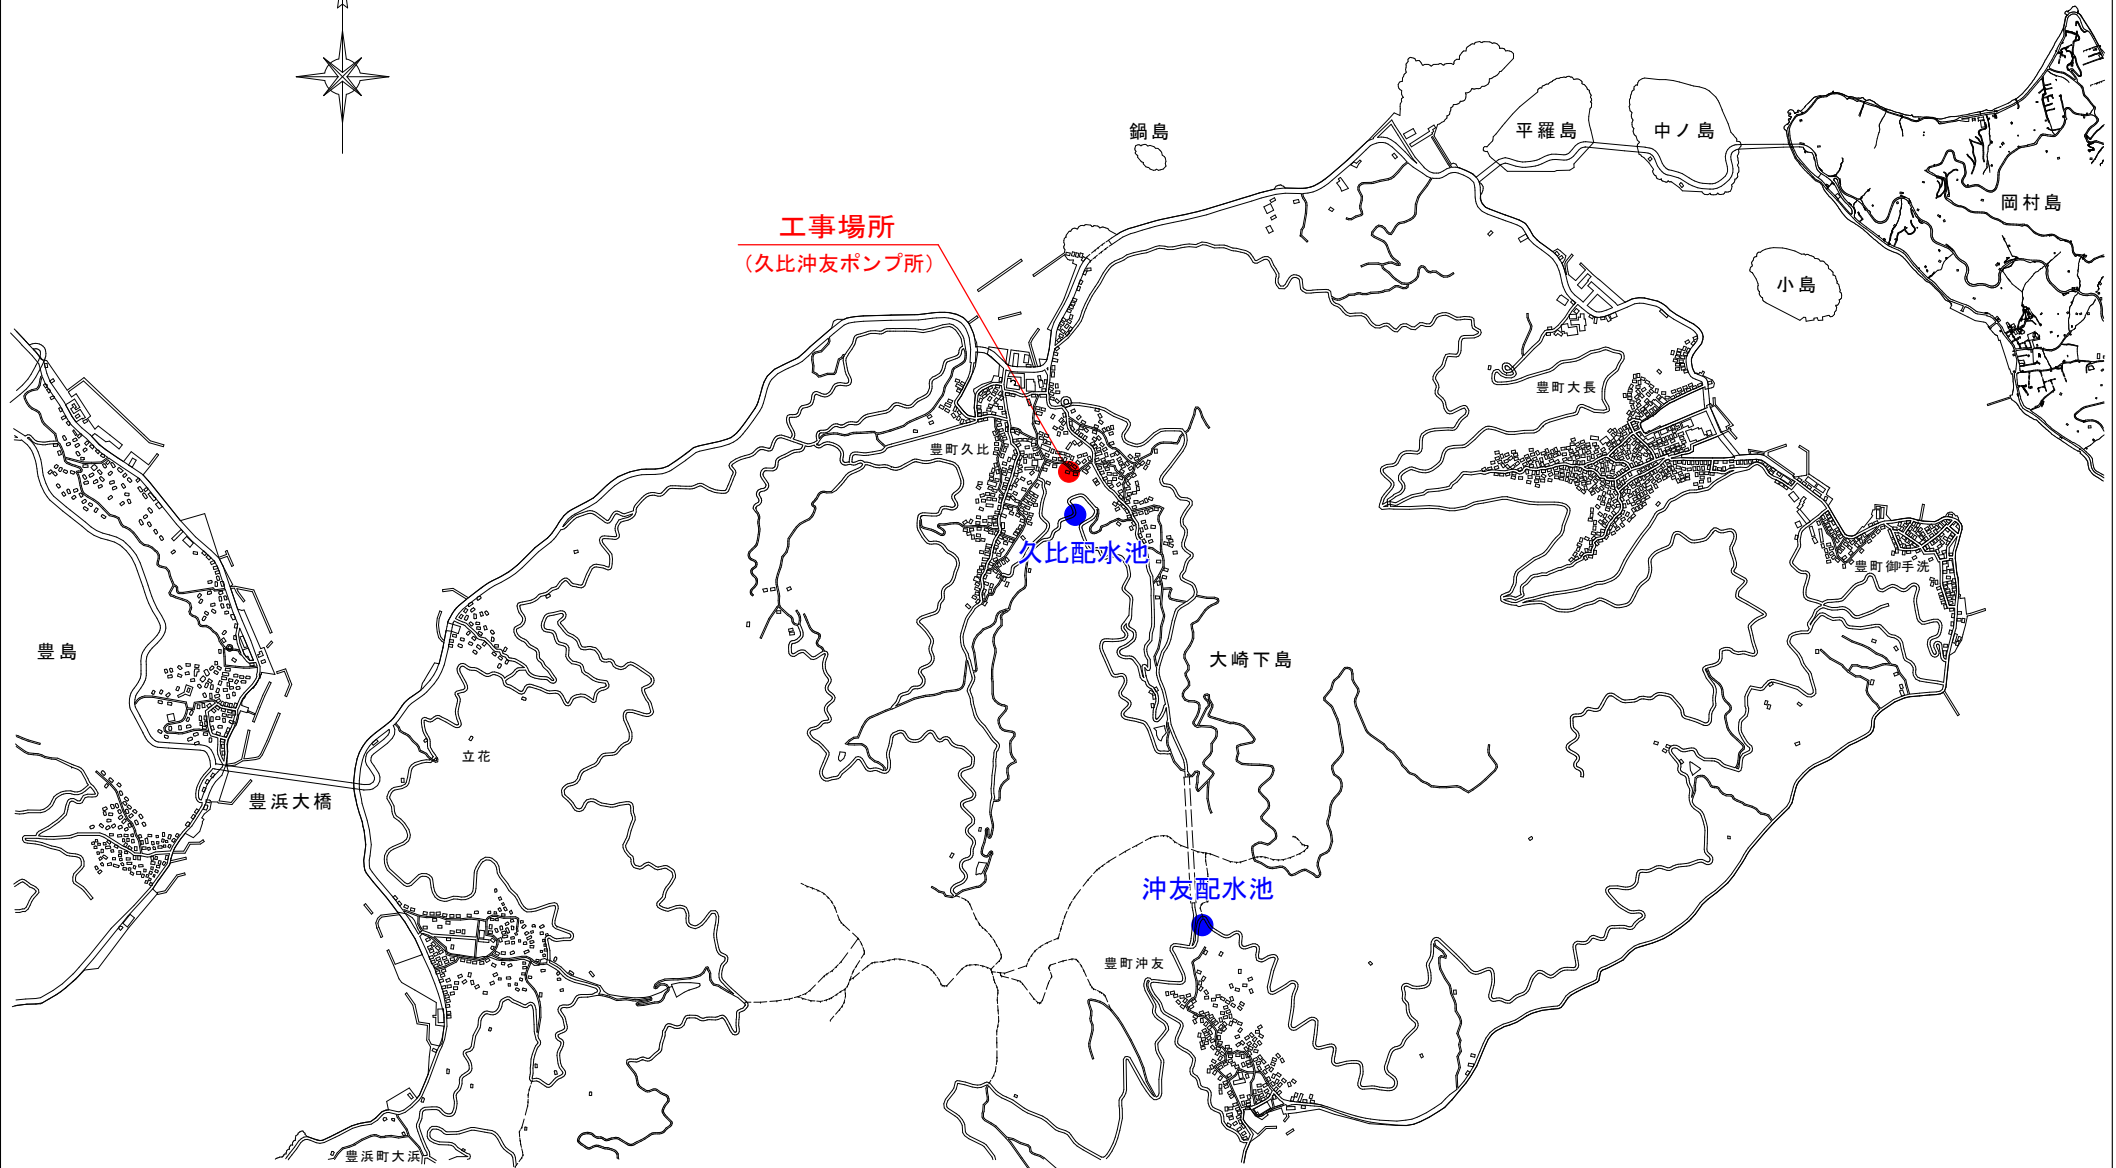 鍋島
平羅島
中ノ島
岡村島
工事場所
(久比沖友ポンプ所)
小島
豊町大長
豊町久比
久比配水池
豊町御手洗
豊島
大崎下島
立花
豊浜大橋
沖友配水池
豊町沖友
豊浜町大浜